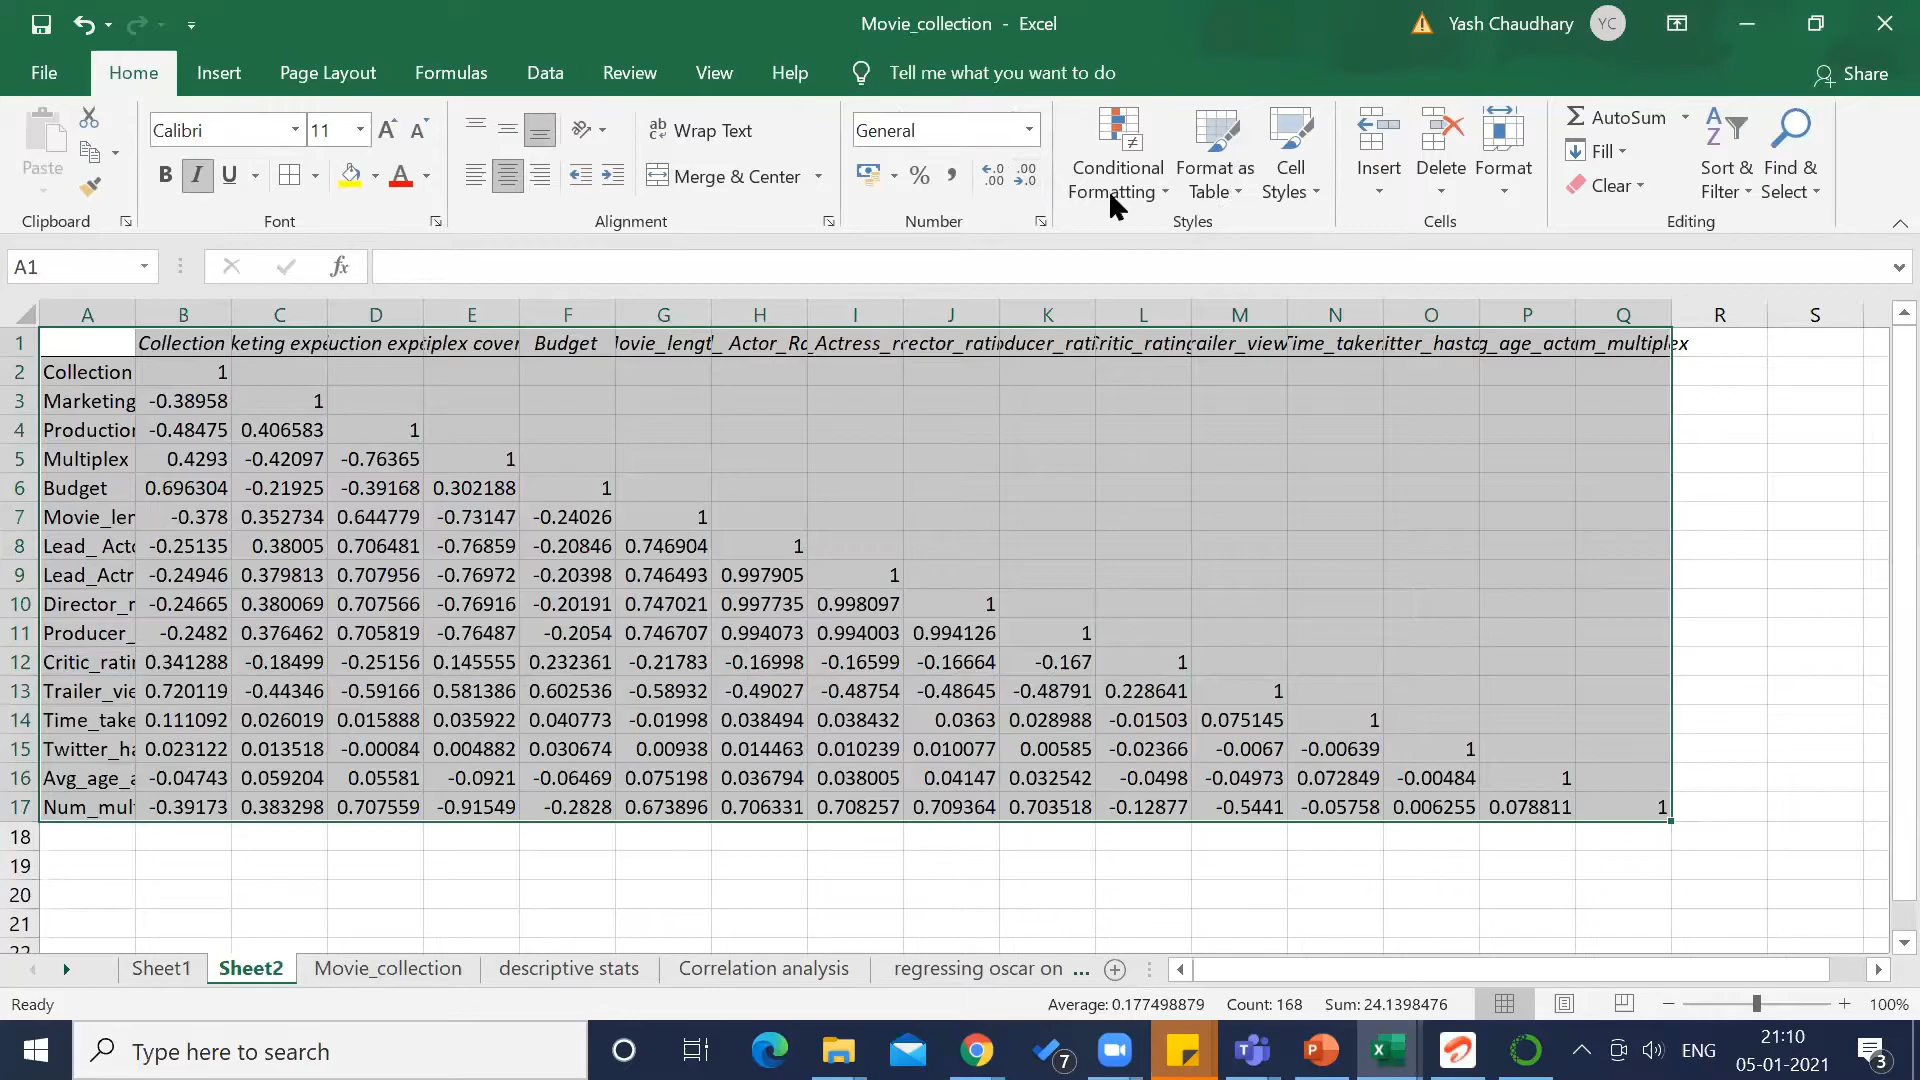 Movie_collection - Excel
Yash Chaudhary YC
File Home Insert Page Layout Formulas Data Review View Help Tell me what you want to do Share
Paste
Clipboard
Calibri 11
B I U
Font
Wrap Text
Merge & Center
Alignment
General
Number
Conditional Formatting
Format as Table
Cell Styles
Styles
Insert Delete Format
Cells
AutoSum
Fill
Clear
Sort & Filter
Find & Select
Editing
A1 fx
A B C D E F G H I J K L M N O P Q R S
1 Collection keting expe uction expe iplex cover Budget Movie_lengt _ Actor_Ra _Actress_r rector_ratin oducer_rati Critic_rating ailer_view Time_taken itter_hasta g_age_acto m_multiplex
2 Collection 1
3 Marketing -0.38958 1
4 Production -0.48475 0.406583 1
5 Multiplex 0.4293 -0.42097 -0.76365 1
6 Budget 0.696304 -0.21925 -0.39168 0.302188 1
7 Movie_len -0.378 0.352734 0.644779 -0.73147 -0.24026 1
8 Lead_ Acto -0.25135 0.38005 0.706481 -0.76859 -0.20846 0.746904 1
9 Lead_Actr -0.24946 0.379813 0.707956 -0.76972 -0.20398 0.746493 0.997905 1
10 Director_r -0.24665 0.380069 0.707566 -0.76916 -0.20191 0.747021 0.997735 0.998097 1
11 Producer_ -0.2482 0.376462 0.705819 -0.76487 -0.2054 0.746707 0.994073 0.994003 0.994126 1
12 Critic_ratin 0.341288 -0.18499 -0.25156 0.145555 0.232361 -0.21783 -0.16998 -0.16599 -0.16664 -0.167 1
13 Trailer_vie 0.720119 -0.44346 -0.59166 0.581386 0.602536 -0.58932 -0.49027 -0.48754 -0.48645 -0.48791 0.228641 1
14 Time_take 0.111092 0.026019 0.015888 0.035922 0.040773 -0.01998 0.038494 0.038432 0.0363 0.028988 -0.01503 0.075145 1
15 Twitter_ha 0.023122 0.013518 -0.00084 0.004882 0.030674 0.00938 0.014463 0.010239 0.010077 0.00585 -0.02366 -0.0067 -0.00639 1
16 Avg_age_a -0.04743 0.059204 0.05581 -0.0921 -0.06469 0.075198 0.036794 0.038005 0.04147 0.032542 -0.0498 -0.04973 0.072849 -0.00484 1
17 Num_mul -0.39173 0.383298 0.707559 -0.91549 -0.2828 0.673896 0.706331 0.708257 0.709364 0.703518 -0.12877 -0.5441 -0.05758 0.006255 0.078811 1
18
19
20
21
22
Sheet1 Sheet2 Movie_collection descriptive stats Correlation analysis regressing oscar on ...
Ready Average: 0.177498879 Count: 168 Sum: 24.1398476 100%
Type here to search 7 ENG 21:10
05-01-2021 3